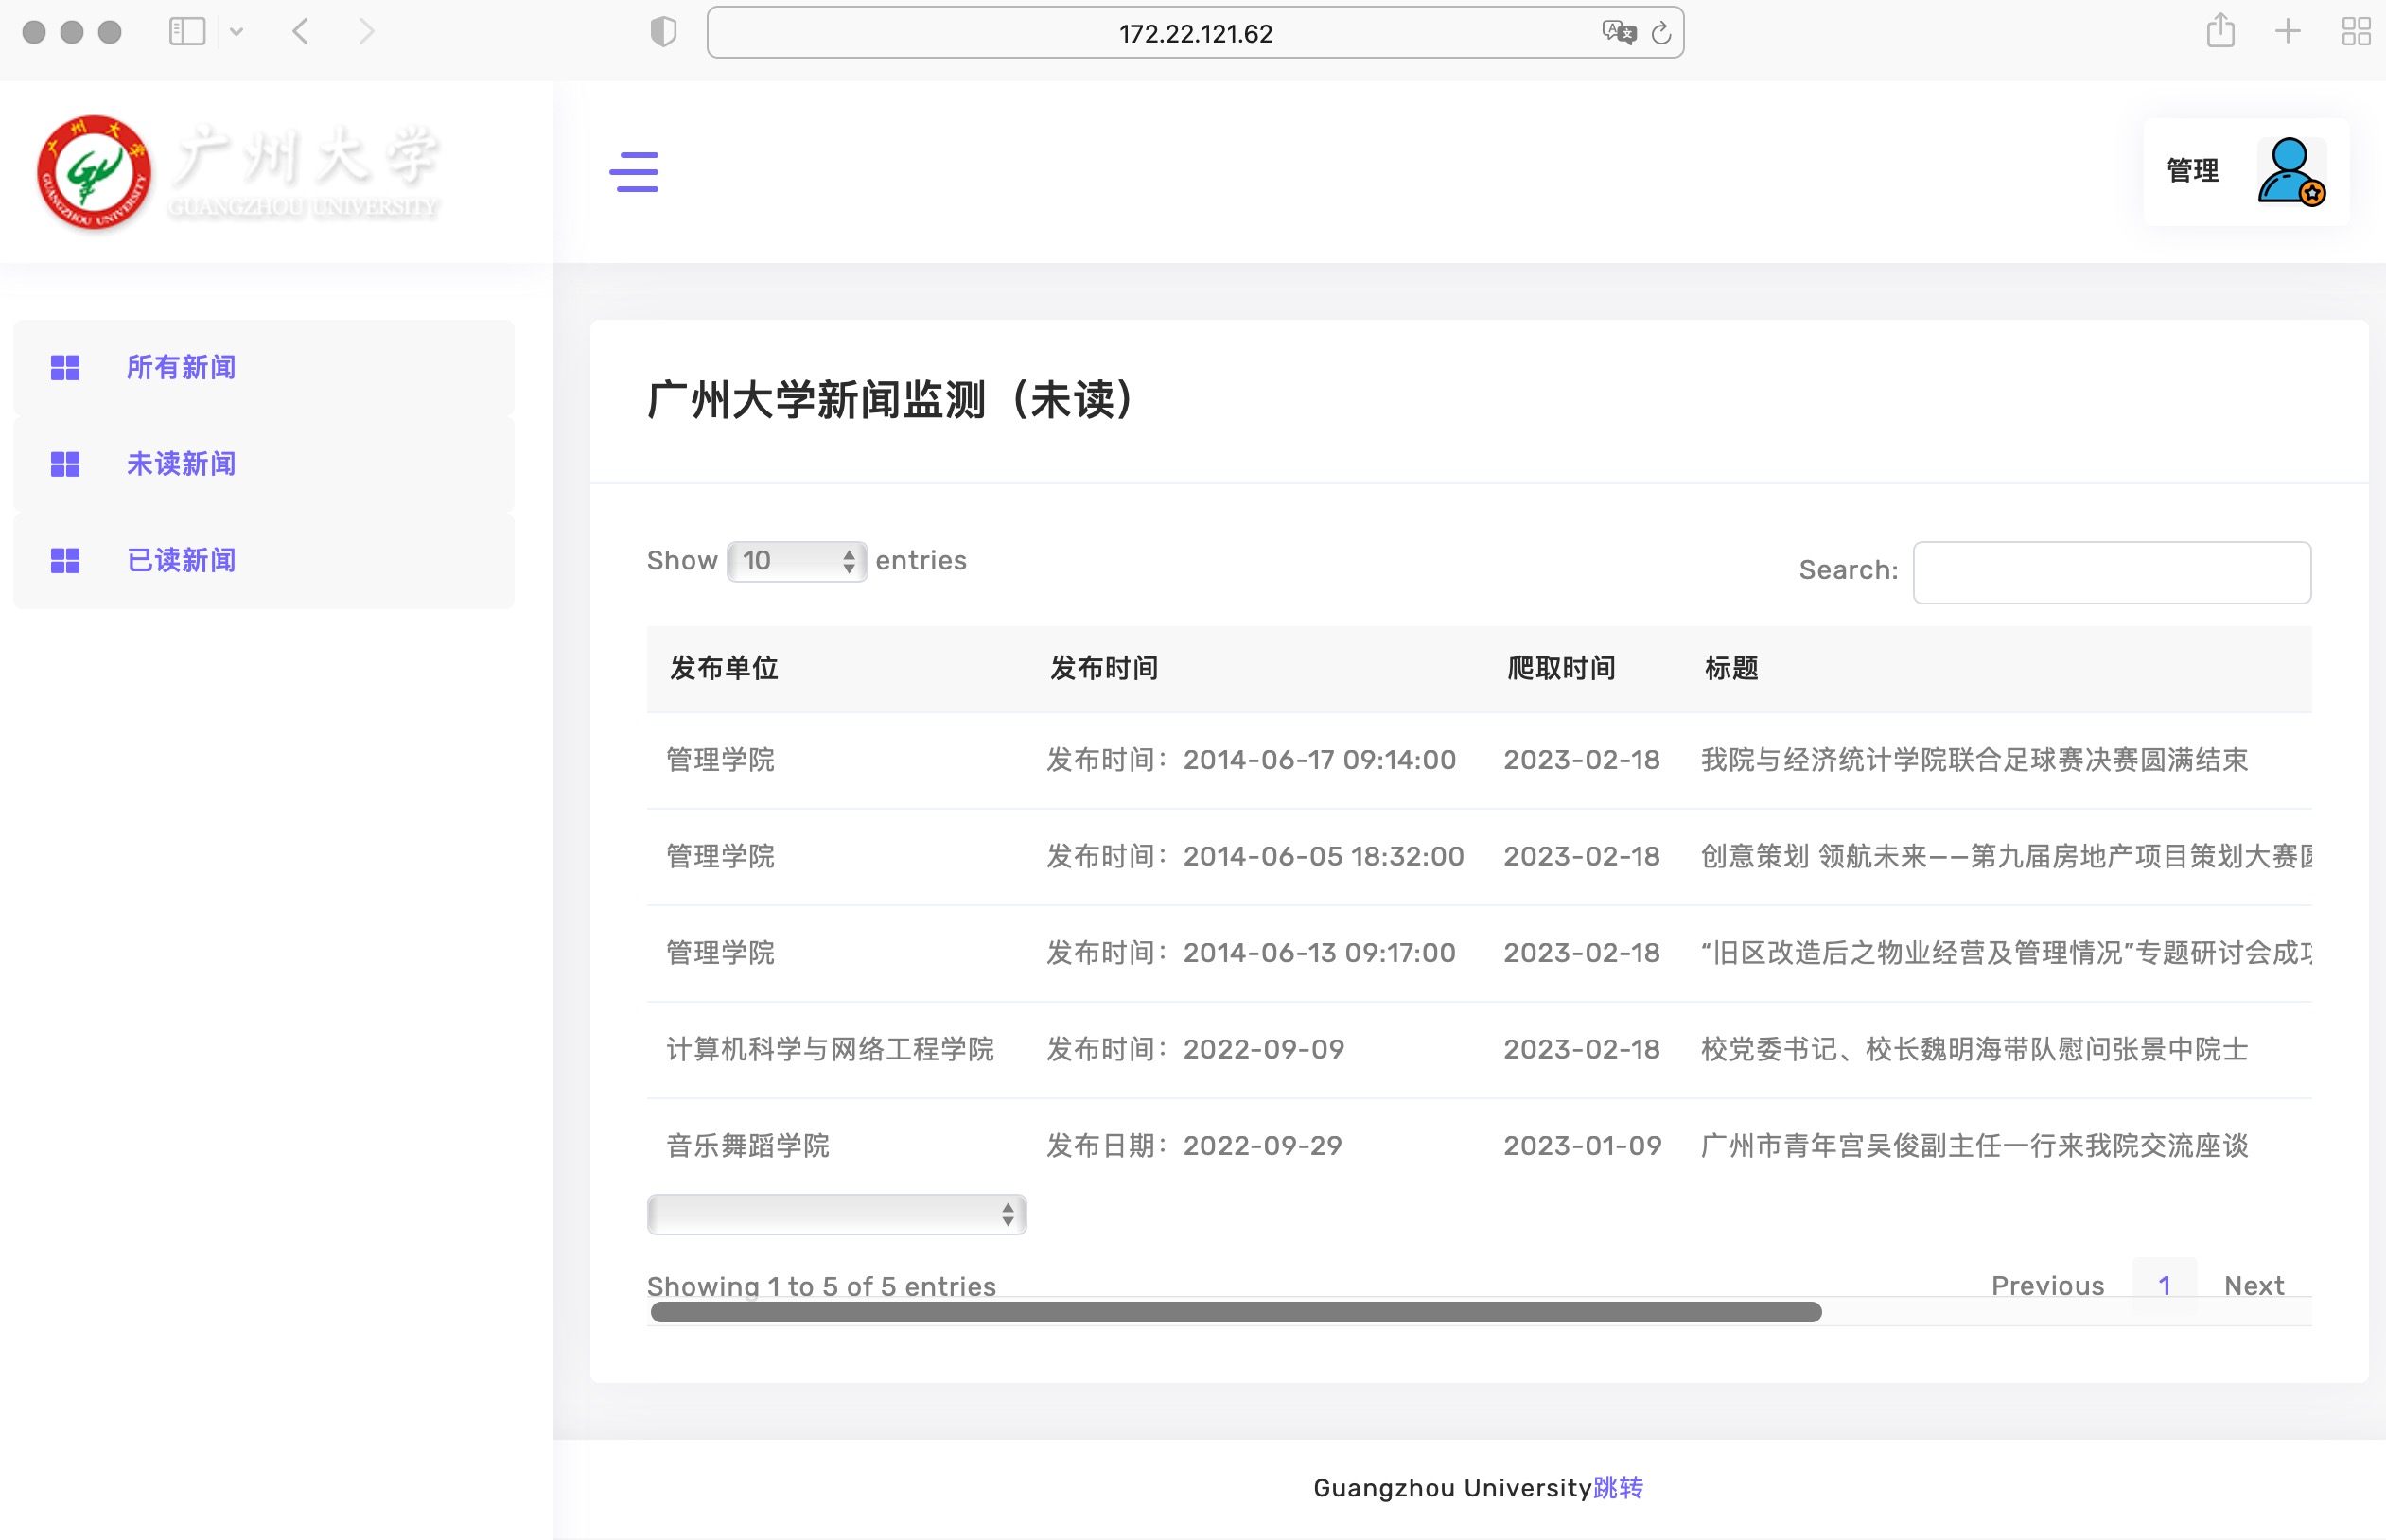 172.22.121.62
广州大学
GUANGZHOU UNIVERSITY
管理
所有新闻
未读新闻
已读新闻
广州大学新闻监测（未读）
Show 10 entries
Search:
发布单位 发布时间 爬取时间 标题
管理学院 发布时间：2014-06-17 09:14:00 2023-02-18 我院与经济统计学院联合足球赛决赛圆满结束
管理学院 发布时间：2014-06-05 18:32:00 2023-02-18 创意策划 领航未来——第九届房地产项目策划大赛
管理学院 发布时间：2014-06-13 09:17:00 2023-02-18 “旧区改造后之物业经营及管理情况”专题研讨会成
计算机科学与网络工程学院 发布时间：2022-09-09 2023-02-18 校党委书记、校长魏明海带队慰问张景中院士
音乐舞蹈学院 发布日期：2022-09-29 2023-01-09 广州市青年宫吴俊副主任一行来我院交流座谈
Showing 1 to 5 of 5 entries
Previous 1 Next
Guangzhou University跳转